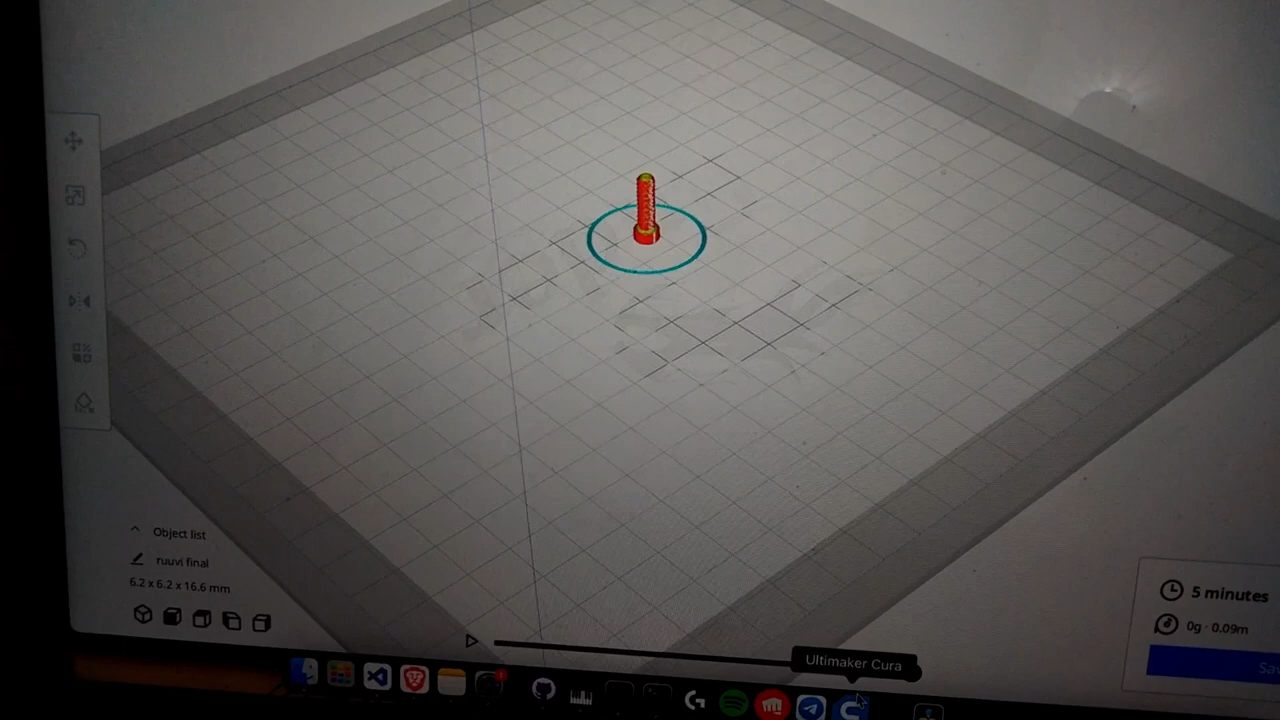 Object list
ruuvi final
6.2 x 6.2 x 16.6 mm
5 minutes
0g · 0.09m
Ultimaker Cura